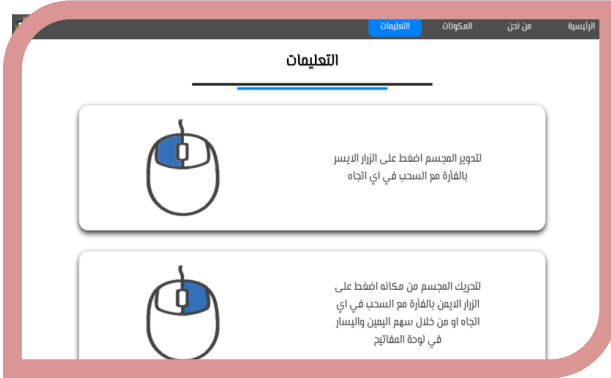 الرئيسية
من نحن
المكونات
التعليمات
التعليمات
لتدوير المجسم اضغط على الزرار الايسر
بالفأرة مع السحب في اي اتجاه
لتحريك المجسم من مكانه اضغط على
الزرار الايمن بالفأرة مع السحب في اي
اتجاه او من خلال سهم اليمين واليسار
في لوحة المفاتيح